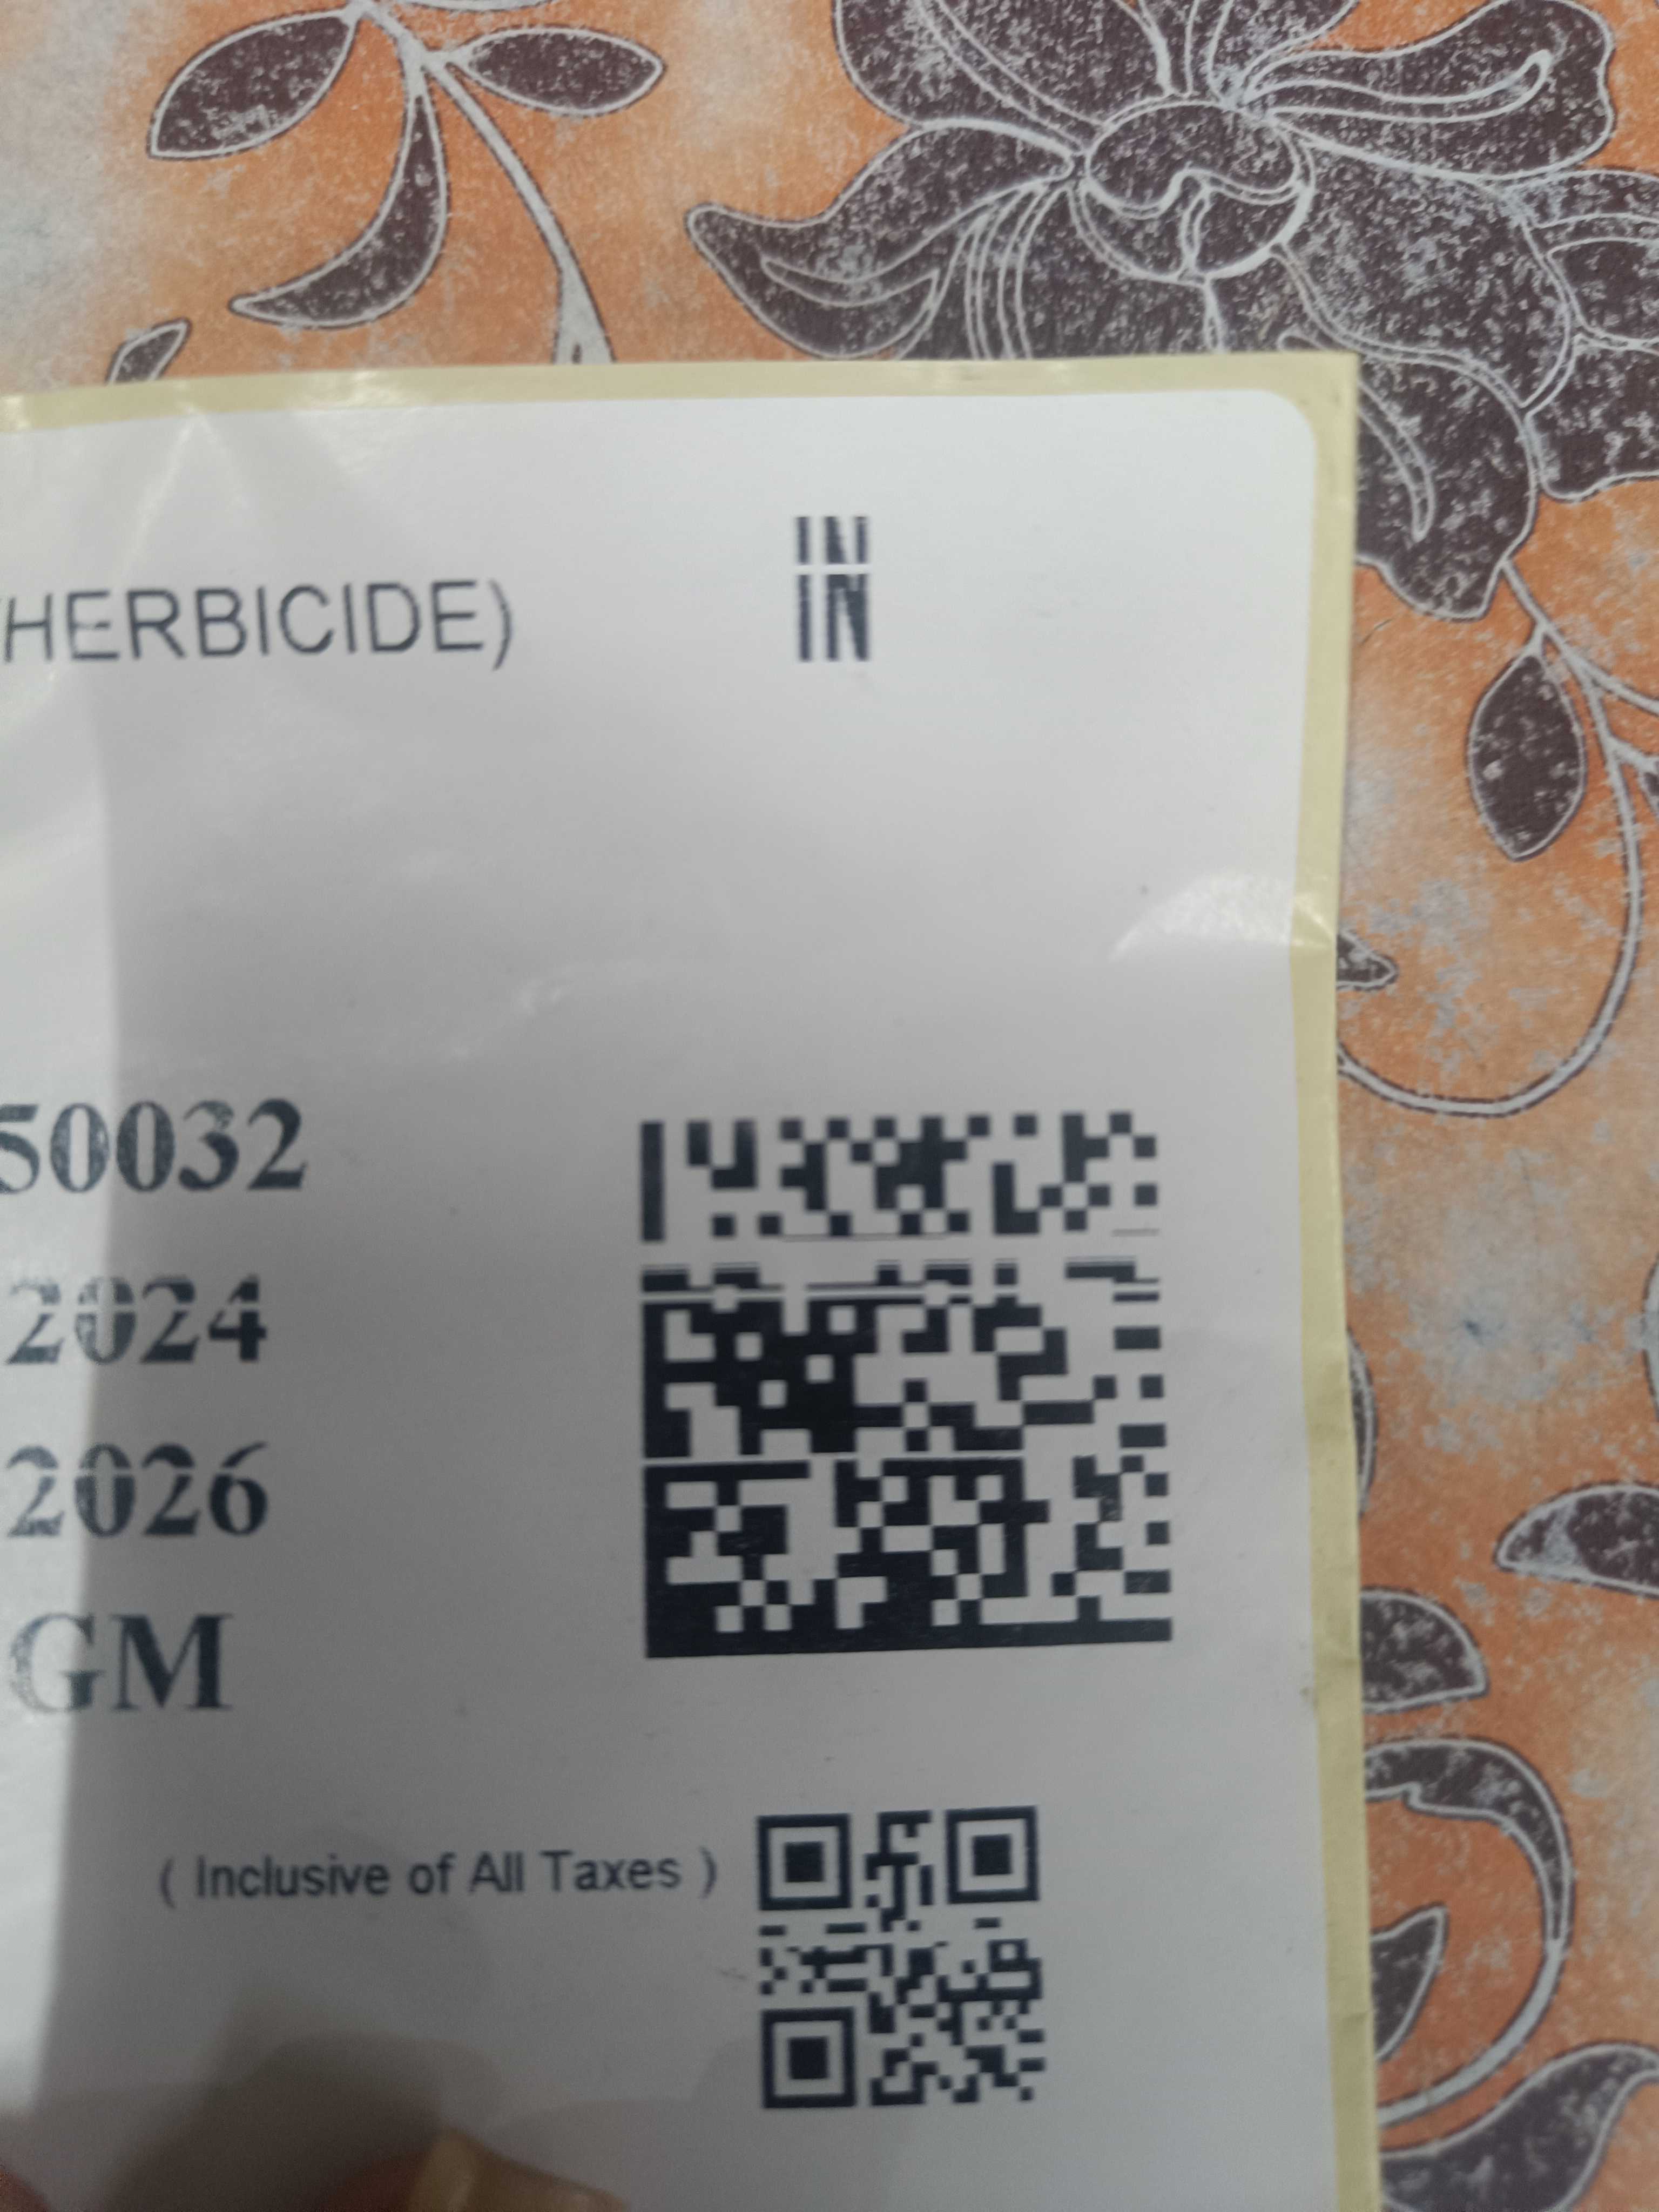 HERBICIDE) IN
50032
2024
2026
GM
( Inclusive of All Taxes )